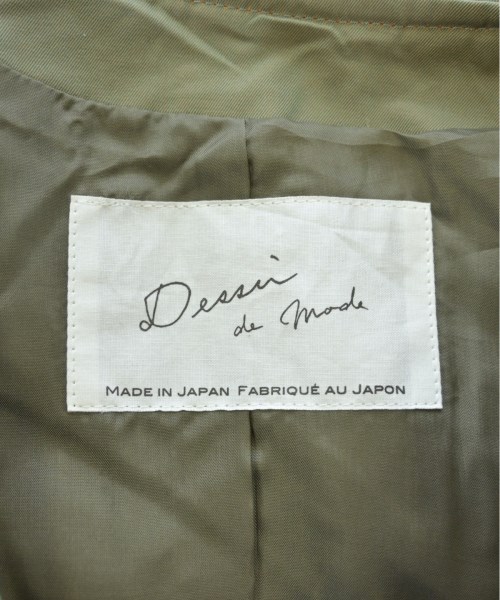 Dessin
de Mode
MADE IN JAPAN FABRIQUÉ AU JAPON